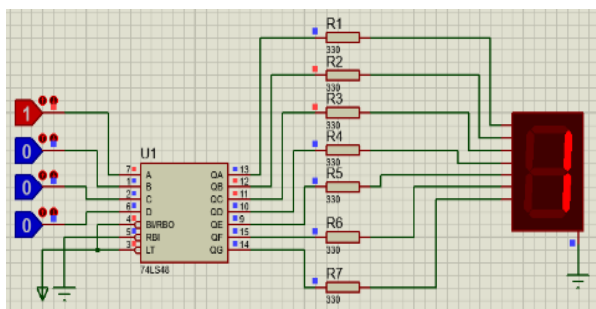 R1
330
R2
330
R3
330
R4
330
R5
330
R6
330
R7
330
1
0
0
0
U1
7 A QA 13
1 B QB 12
2 C QC 11
6 D QD 10
4 BI/RBO QE 9
5 RBI QF 15
3 LT QG 14
74LS48
1